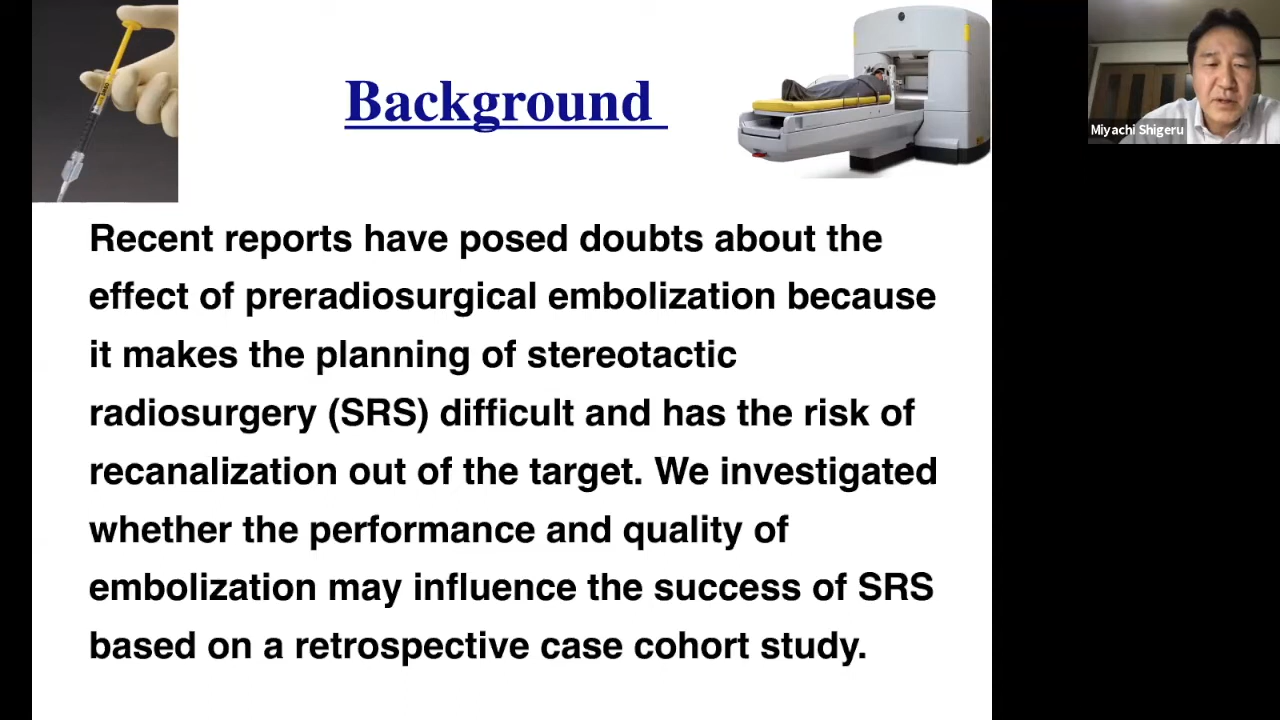 Background
Miyachi Shigeru
Recent reports have posed doubts about the
effect of preradiosurgical embolization because
it makes the planning of stereotactic
radiosurgery (SRS) difficult and has the risk of
recanalization out of the target. We investigated
whether the performance and quality of
embolization may influence the success of SRS
based on a retrospective case cohort study.